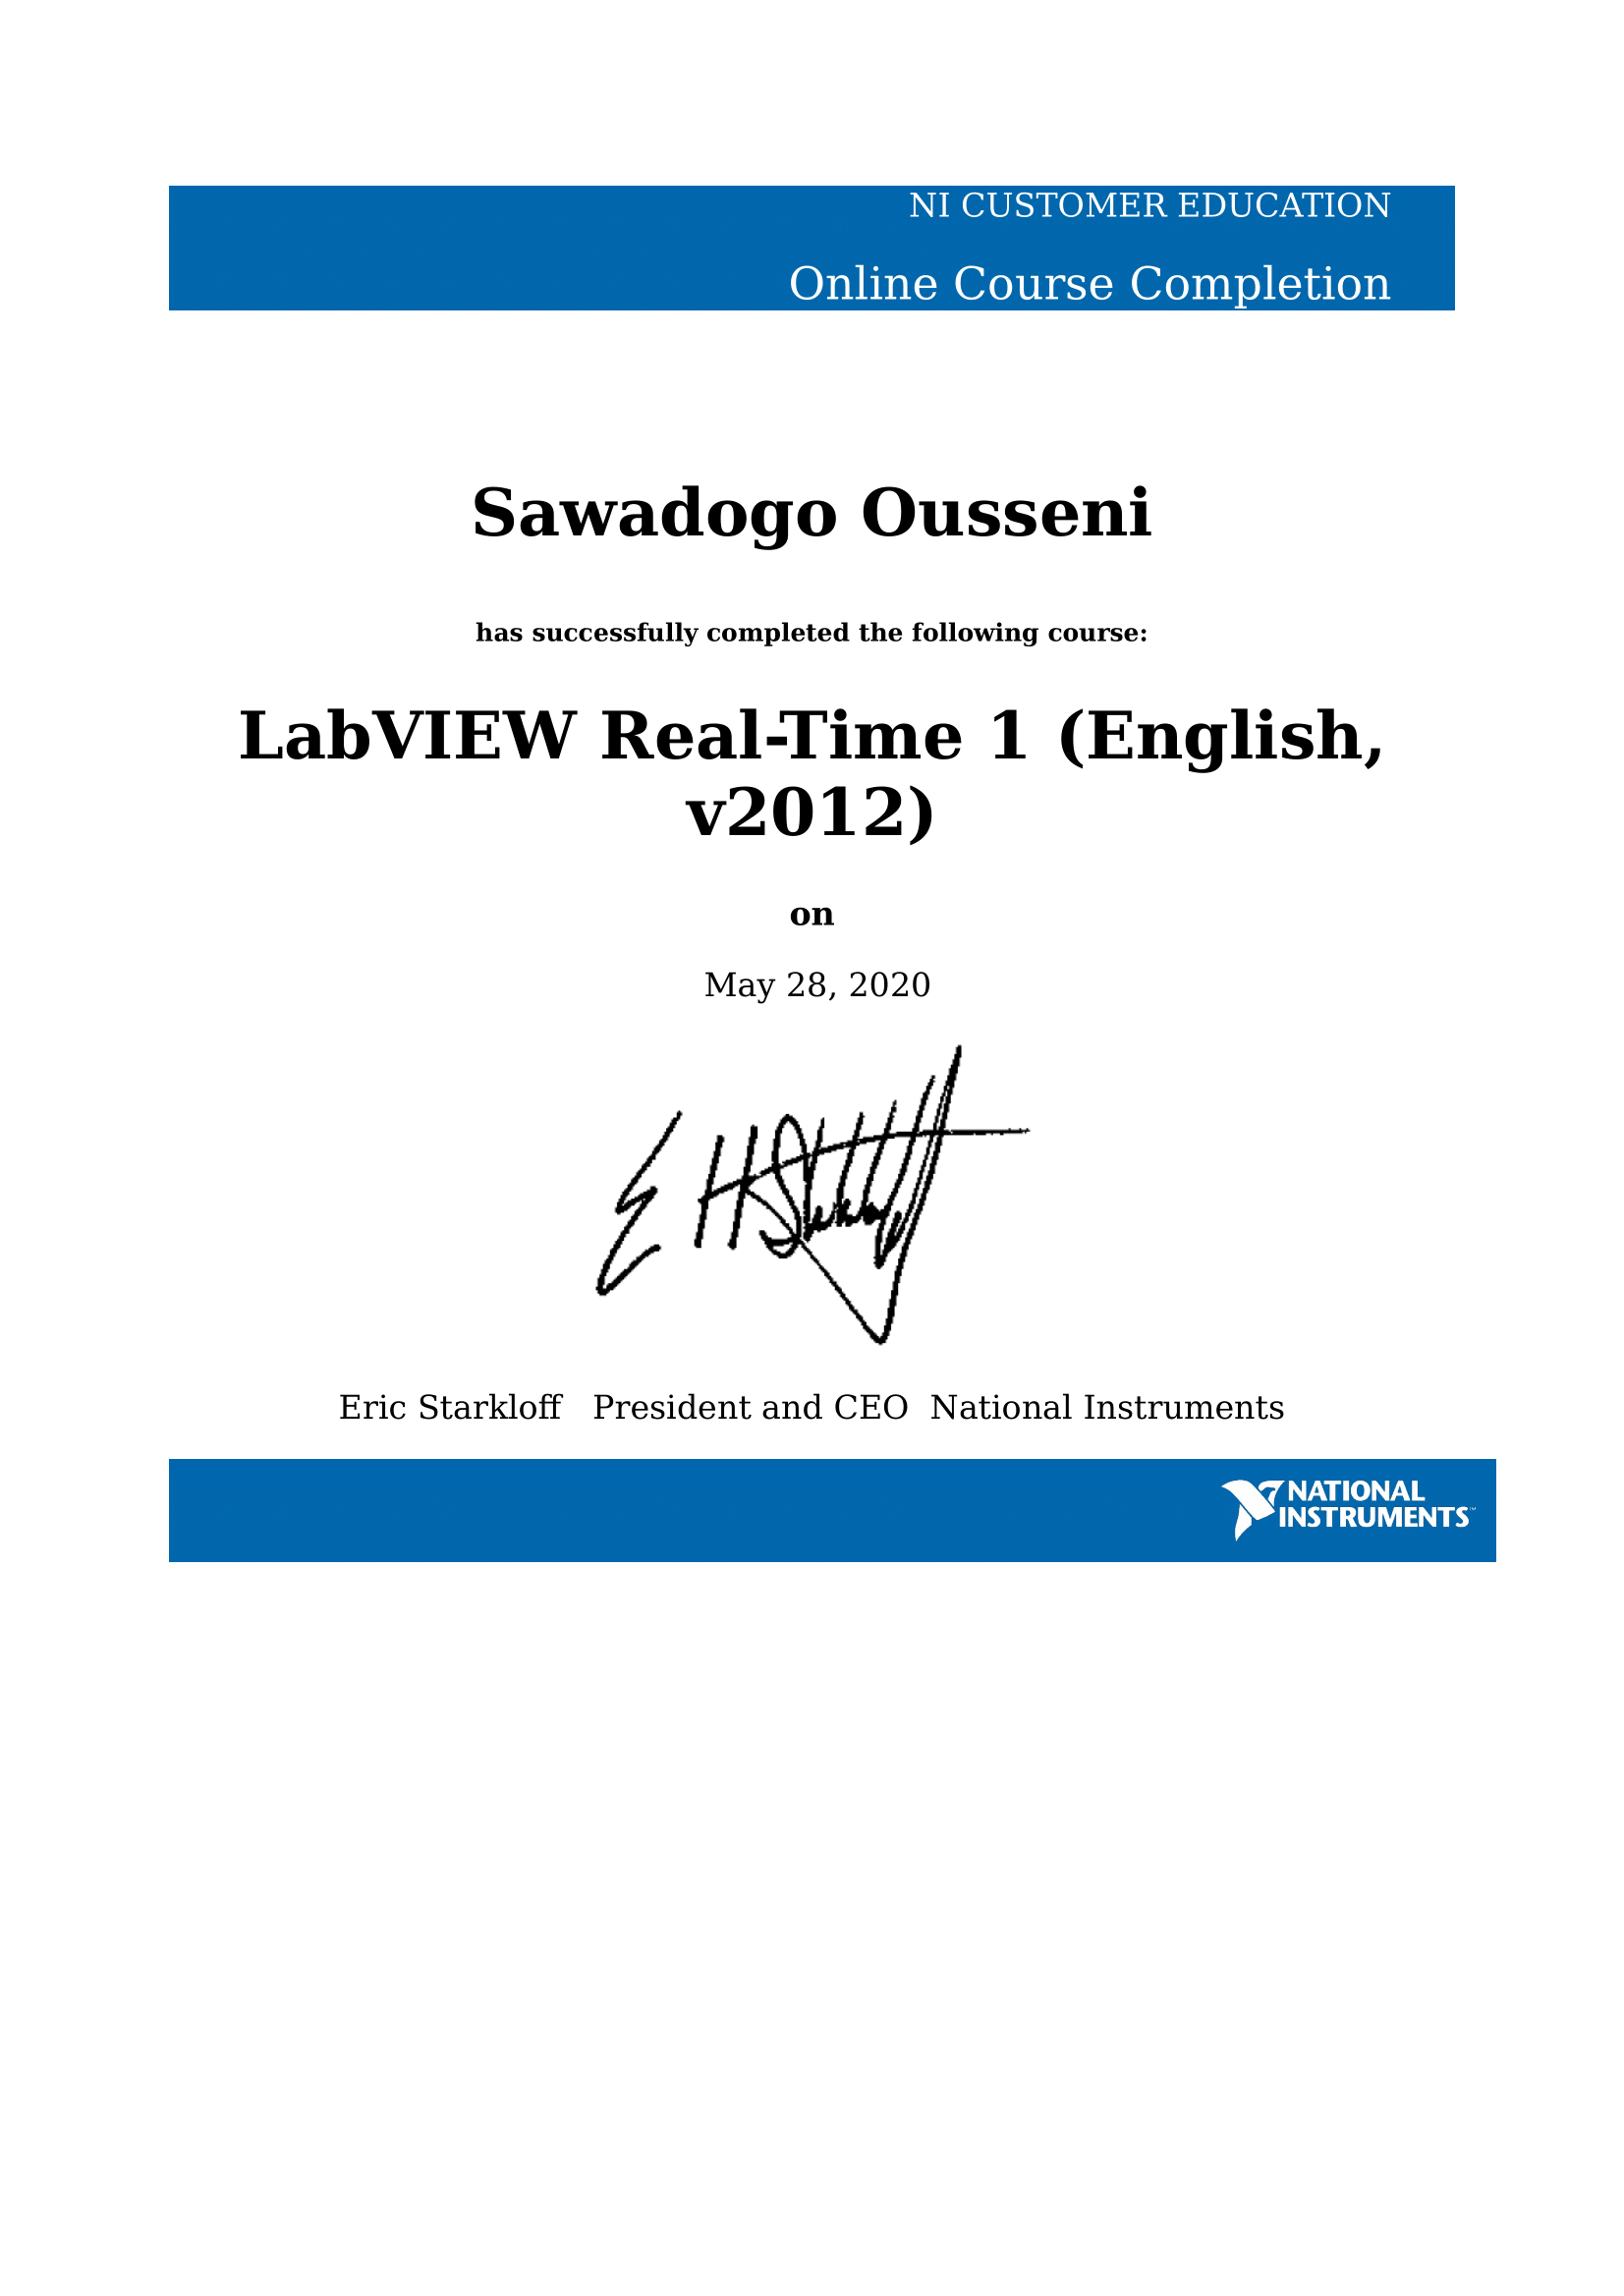 NI CUSTOMER EDUCATION
Online Course Completion
Sawadogo Ousseni
has successfully completed the following course:
LabVIEW Real-Time 1 (English,
v2012)
on
May 28, 2020
Eric Starkloff President and CEO National Instruments
NATIONAL
INSTRUMENTS™